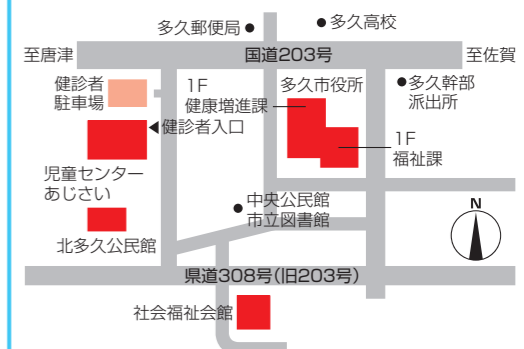 多久郵便局
多久高校
至唐津
国道203号
至佐賀
健診者
駐車場
1F
健康増進課
多久市役所
多久幹部
派出所
健診者入口
1F
福祉課
児童センター
あじさい
中央公民館
市立図書館
北多久公民館
N
県道308号(旧203号)
社会福祉会館